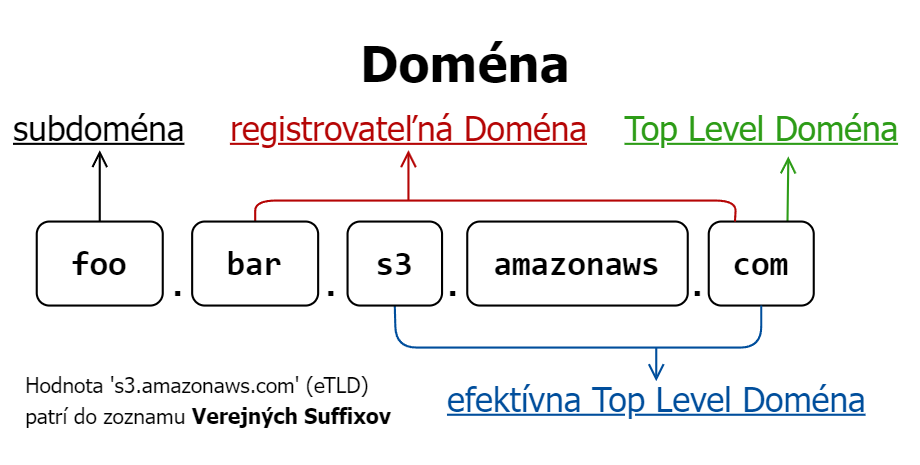 Doména
subdoména registrovateľná Doména Top Level Doména
foo . bar . s3 . amazonaws . com
Hodnota 's3.amazonaws.com' (eTLD)
patrí do zoznamu Verejných Suffixov
efektívna Top Level Doména